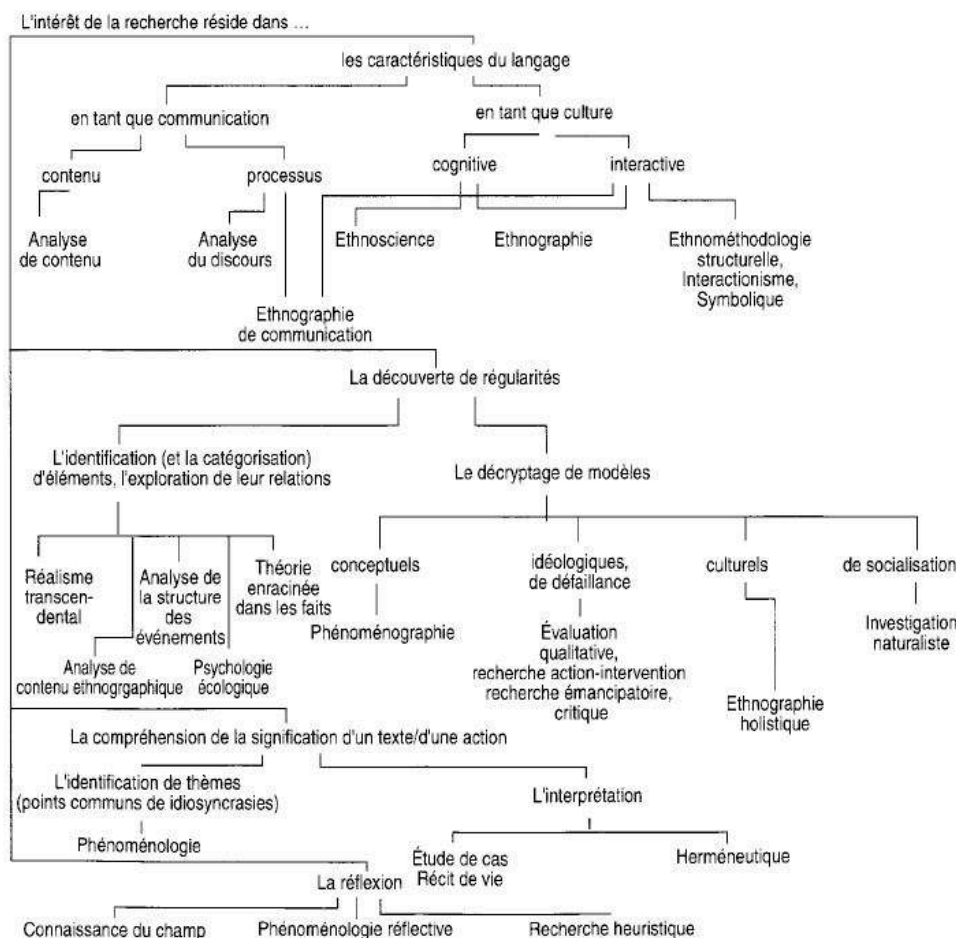 L'intérêt de la recherche réside dans ...
les caractéristiques du langage
en tant que communication
en tant que culture
contenu
processus
cognitive
interactive
Analyse
de contenu
Analyse
du discours
Ethnoscience
Ethnographie
Ethnométhodologie
structurelle,
Interactionisme,
Symbolique
Ethnographie
de communication
La découverte de régularités
L'identification (et la catégorisation)
d'éléments, l'exploration de leur relations
Le décryptage de modèles
Réalisme
transcen-
dental
Analyse de
la structure
des
événements
Théorie
enracinée
dans les faits
Analyse de
contenu ethnogrgaphique
Psychologie
écologique
conceptuels
idéologiques,
de défaillance
culturels
de socialisation
Phénoménographie
Évaluation
qualitative,
recherche action-intervention
recherche émancipatoire,
critique
Ethnographie
holistique
Investigation
naturaliste
La compréhension de la signification d'un texte/d'une action
L'identification de thèmes
(points communs de idiosyncrasies)
L'interprétation
Phénoménologie
Étude de cas
Récit de vie
Herméneutique
La réflexion
Connaissance du champ
Phénoménologie réflective
Recherche heuristique